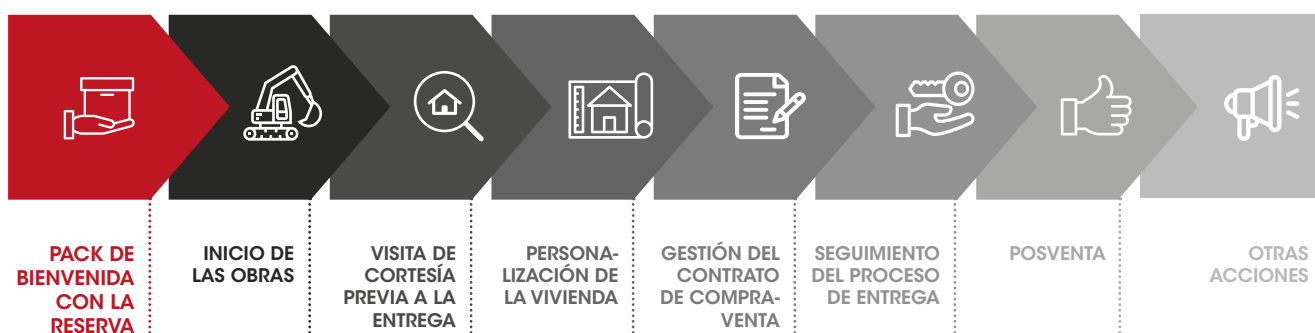 PACK DE
BIENVENIDA
CON LA
RESERVA
INICIO DE
LAS OBRAS
VISITA DE
CORTESÍA
PREVIA A LA
ENTREGA
PERSONA-
LIZACIÓN DE
LA VIVIENDA
GESTIÓN DEL
CONTRATO
DE COMPRA-
VENTA
SEGUIMIENTO
DEL PROCESO
DE ENTREGA
POSVENTA
OTRAS
ACCIONES